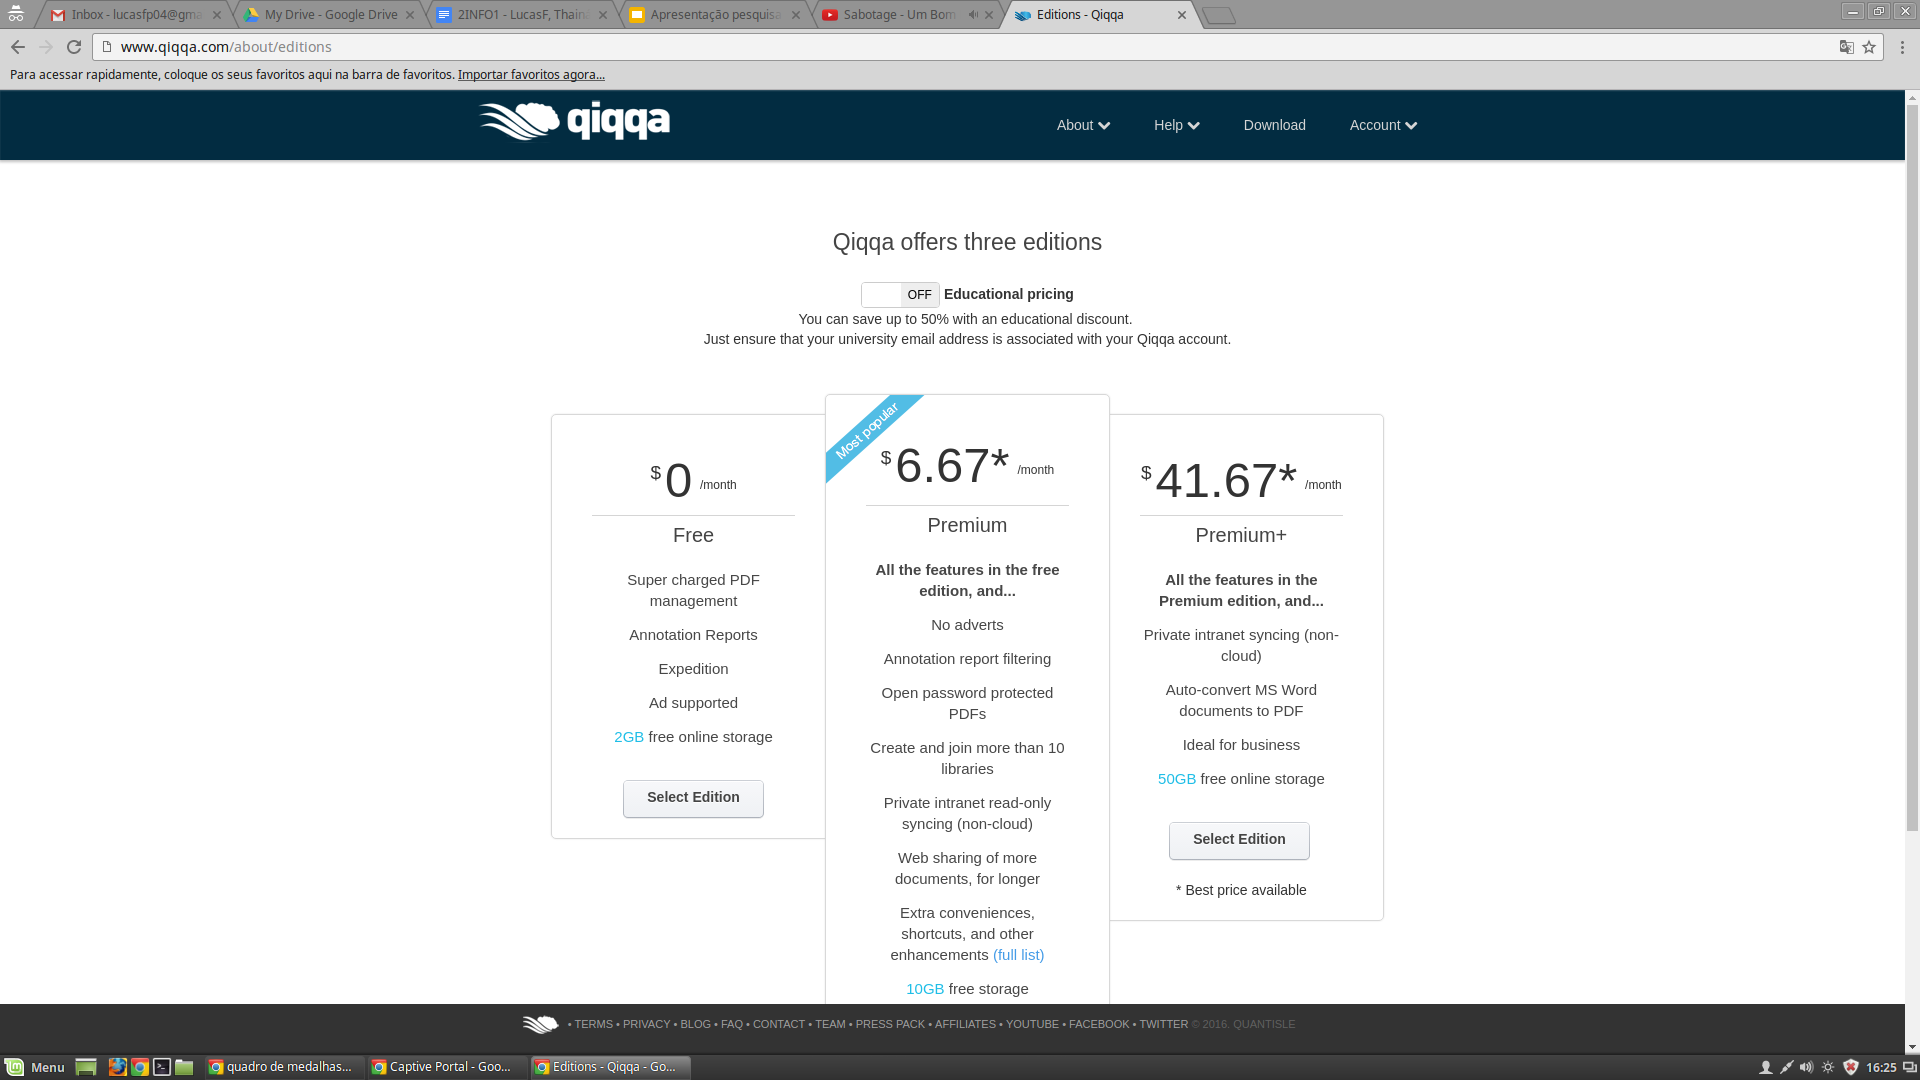 Inbox - lucasfp04@gma
My Drive - Google Drive
2INFO1 - LucasF, Thain
Apresentação pesquisa
Sabotage - Um Bom
Editions - Qiqqa
www.qiqqa.com/about/editions
Para acessar rapidamente, coloque os seus favoritos aqui na barra de favoritos. Importar favoritos agora...
qiqqa
About
Help
Download
Account
Qiqqa offers three editions
OFF Educational pricing
You can save up to 50% with an educational discount.
Just ensure that your university email address is associated with your Qiqqa account.
$ 0 /month
Free
Super charged PDF
management
Annotation Reports
Expedition
Ad supported
2GB free online storage
Select Edition
Most popular
$ 6.67* /month
Premium
All the features in the free
edition, and...
No adverts
Annotation report filtering
Open password protected
PDFs
Create and join more than 10
libraries
Private intranet read-only
syncing (non-cloud)
Web sharing of more
documents, for longer
Extra conveniences,
shortcuts, and other
enhancements (full list)
10GB free storage
$ 41.67* /month
Premium+
All the features in the
Premium edition, and...
Private intranet syncing (non-
cloud)
Auto-convert MS Word
documents to PDF
Ideal for business
50GB free online storage
Select Edition
* Best price available
• TERMS • PRIVACY • BLOG • FAQ • CONTACT • TEAM • PRESS PACK • AFFILIATES • YOUTUBE • FACEBOOK • TWITTER © 2016. QUANTISLE
Menu
quadro de medalhas...
Captive Portal - Goo...
Editions - Qiqqa - Go...
16:25